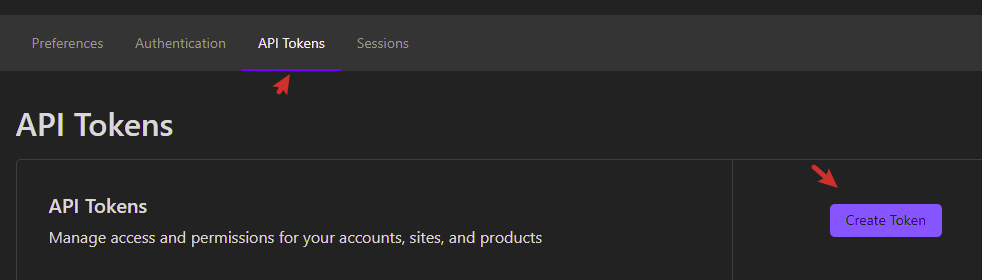 Preferences Authentication API Tokens Sessions
API Tokens
API Tokens
Manage access and permissions for your accounts, sites, and products
Create Token